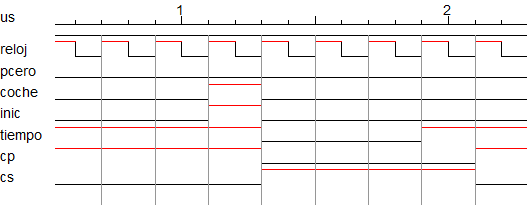 1 2
us
reloj
pcero
coche
inic
tiempo
cp
cs